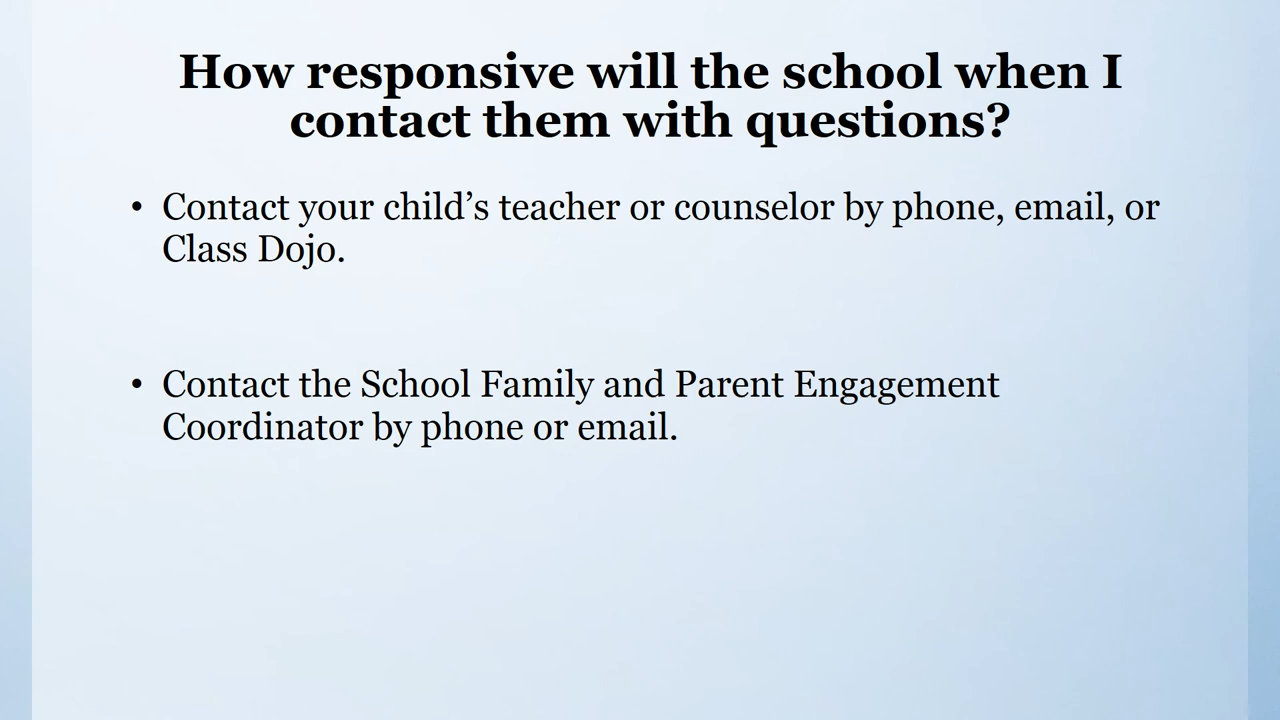 How responsive will the school when I
contact them with questions?
• Contact your child’s teacher or counselor by phone, email, or
Class Dojo.
• Contact the School Family and Parent Engagement
Coordinator by phone or email.